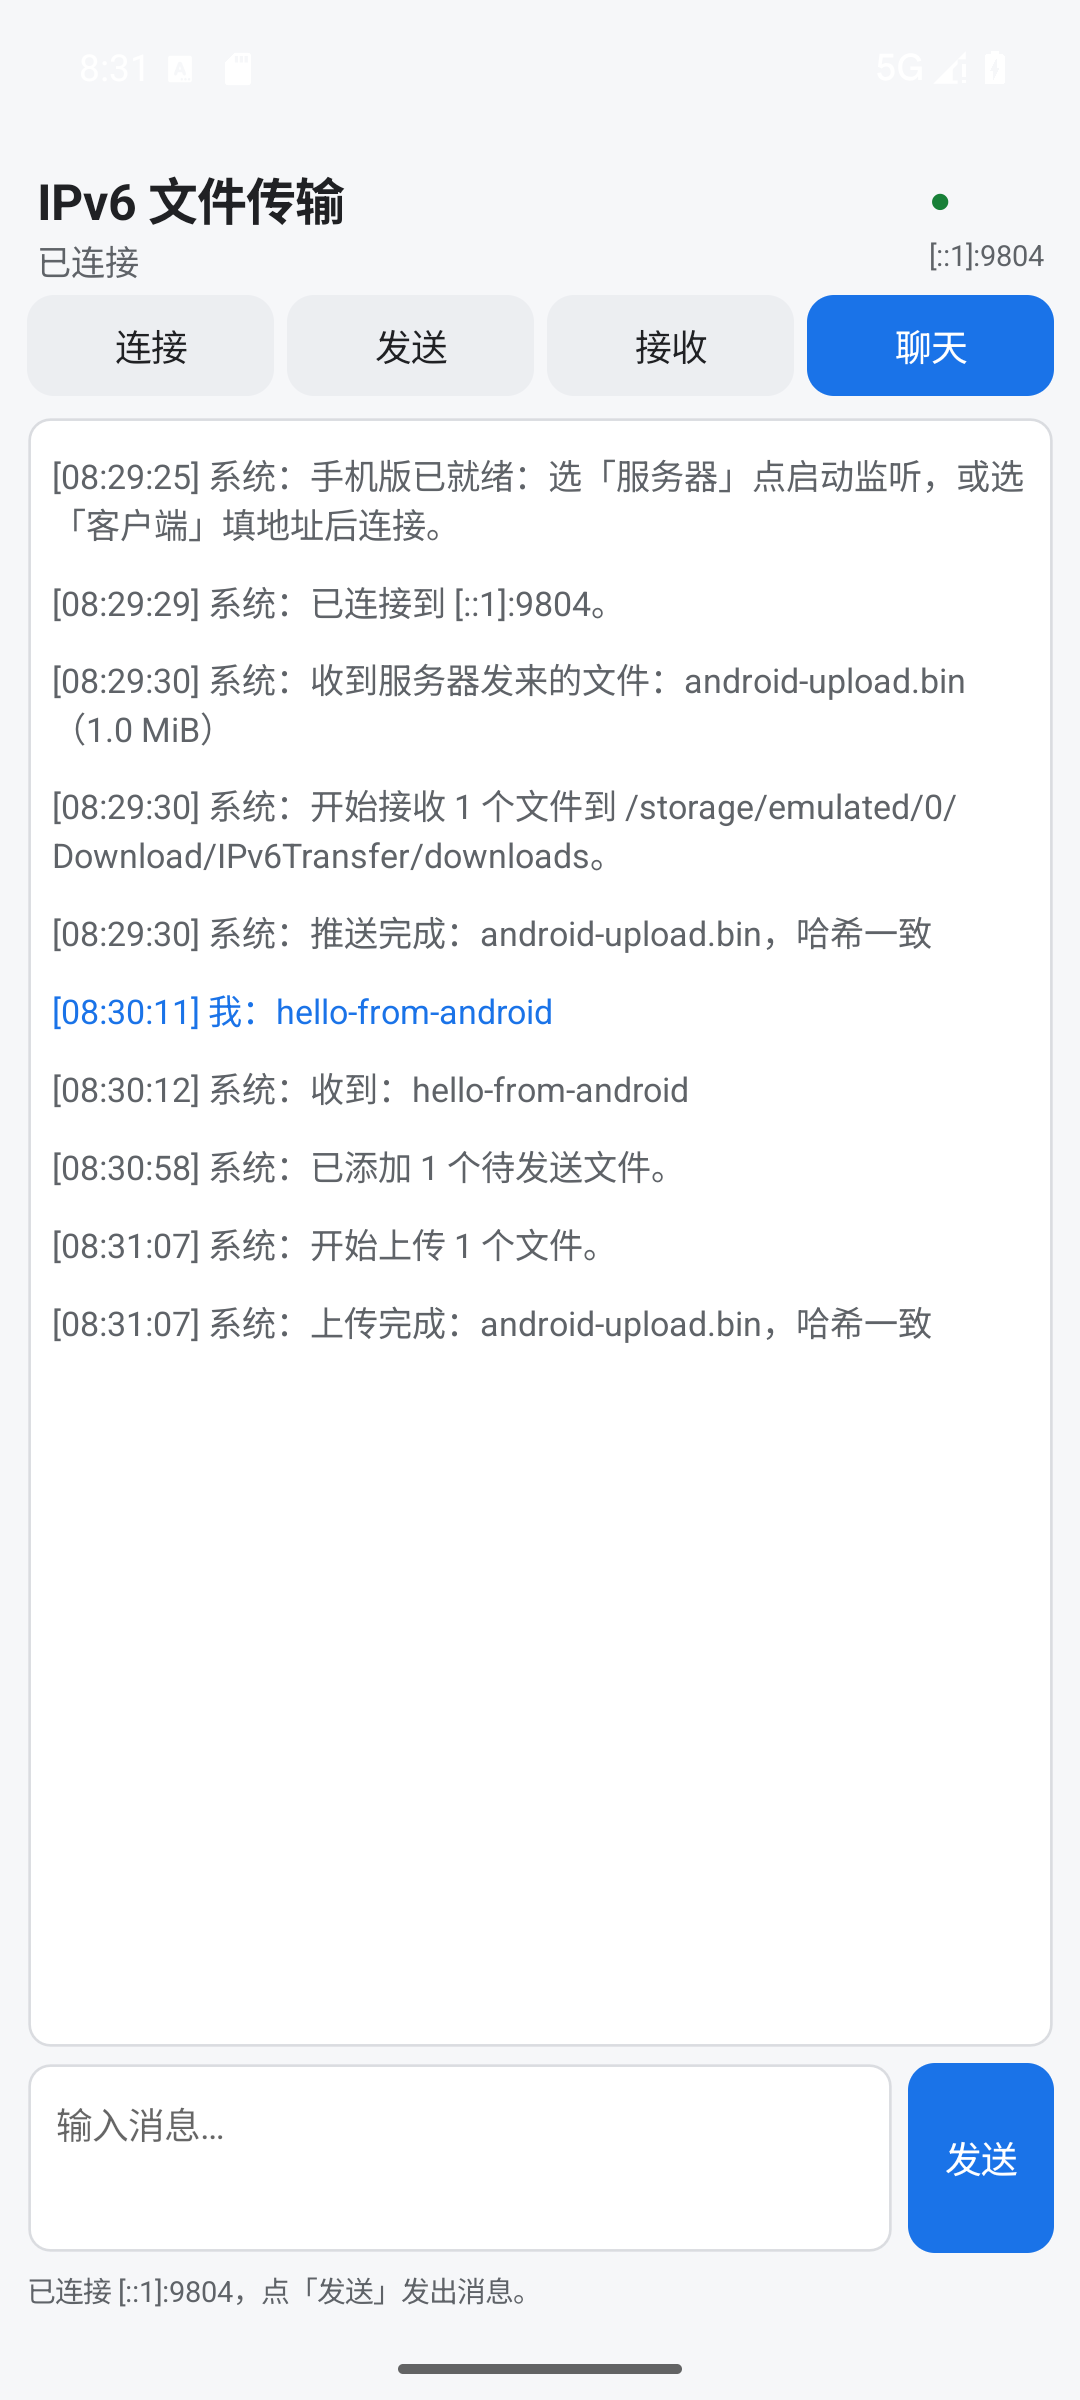 8:31
5G
IPv6 文件传输
已连接
[::1]:9804
连接
发送
接收
聊天
[08:29:25] 系统：手机版已就绪：选「服务器」点启动监听，或选
「客户端」填地址后连接。
[08:29:29] 系统：已连接到 [::1]:9804。
[08:29:30] 系统：收到服务器发来的文件：android-upload.bin
（1.0 MiB）
[08:29:30] 系统：开始接收 1 个文件到 /storage/emulated/0/
Download/IPv6Transfer/downloads。
[08:29:30] 系统：推送完成：android-upload.bin，哈希一致
[08:30:11] 我：hello-from-android
[08:30:12] 系统：收到：hello-from-android
[08:30:58] 系统：已添加 1 个待发送文件。
[08:31:07] 系统：开始上传 1 个文件。
[08:31:07] 系统：上传完成：android-upload.bin，哈希一致
输入消息...
发送
已连接 [::1]:9804，点「发送」发出消息。